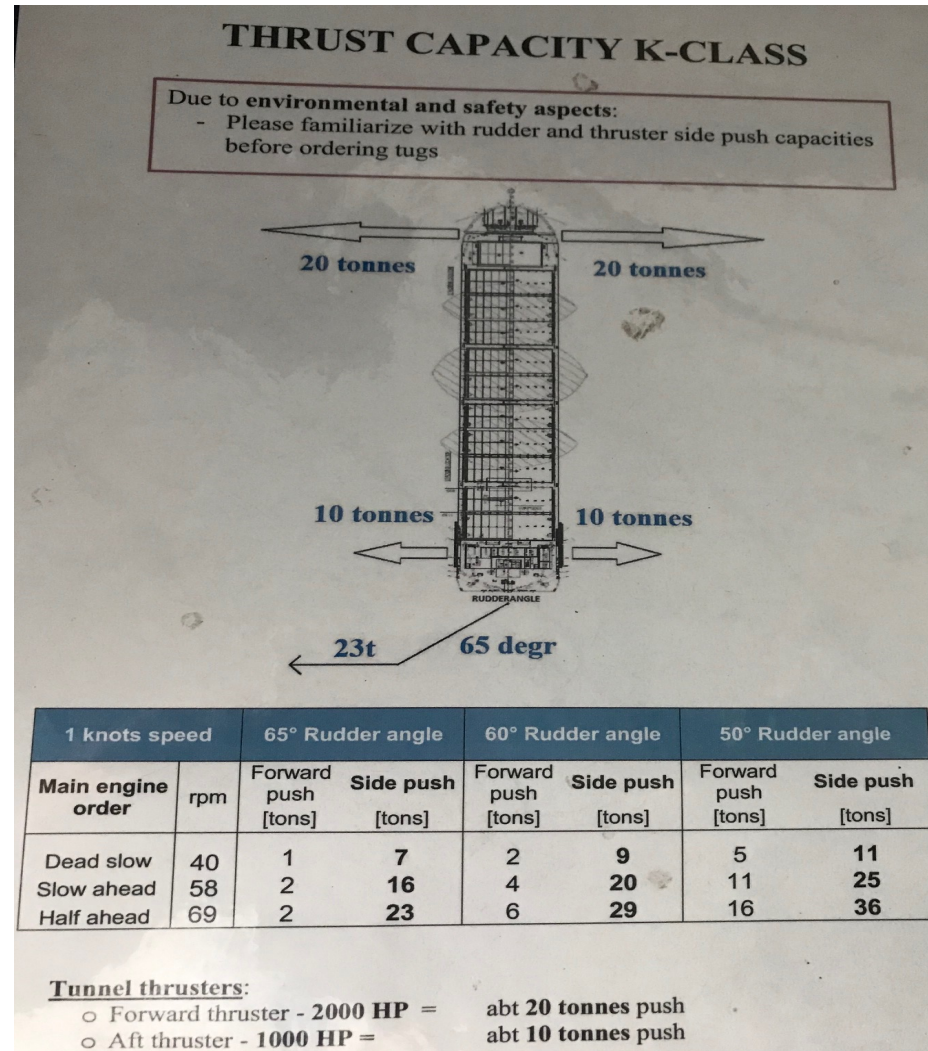 THRUST CAPACITY K-CLASS
Due to environmental and safety aspects:
- Please familiarize with rudder and thruster side push capacities
before ordering tugs
20 tonnes 20 tonnes
10 tonnes 10 tonnes
RUDDERANGLE
23t 65 degr
1 knots speed 65° Rudder angle 60° Rudder angle 50° Rudder angle
Main engine order rpm Forward push [tons] Side push [tons] Forward push [tons] Side push [tons] Forward push [tons] Side push [tons]
Dead slow 40 1 7 2 9 5 11
Slow ahead 58 2 16 4 20 11 25
Half ahead 69 2 23 6 29 16 36
Tunnel thrusters:
o Forward thruster - 2000 HP = abt 20 tonnes push
o Aft thruster - 1000 HP = abt 10 tonnes push